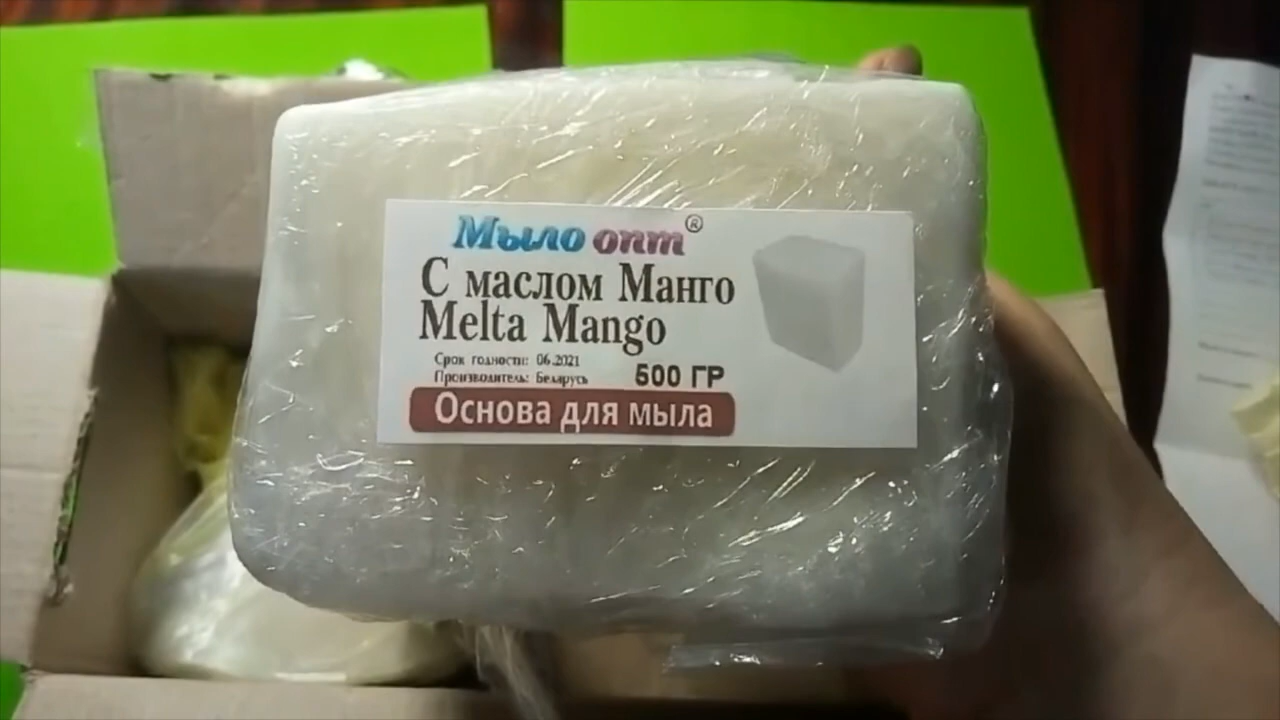 Мыло опт®
С маслом Манго
Melta Mango
Срок годности: 06.2021
Производитель: Беларусь
500 ГР
Основа для мыла